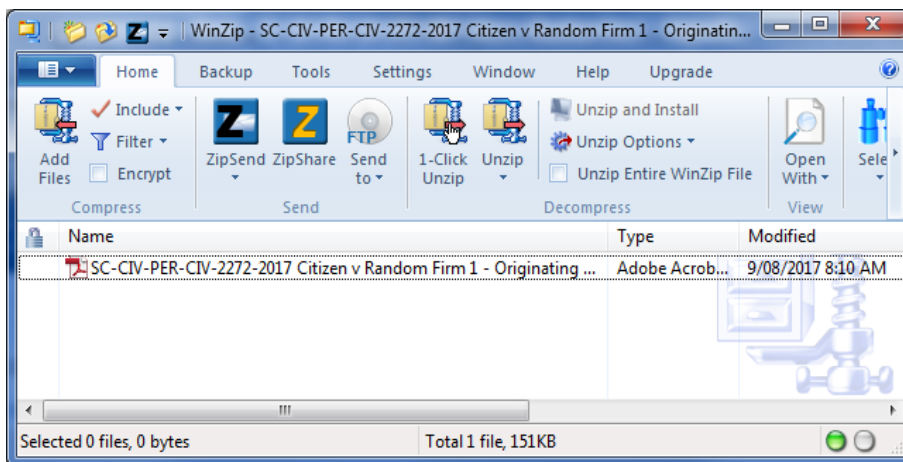 WinZip - SC-CIV-PER-CIV-2272-2017 Citizen v Random Firm 1 - Originatin...
Home Backup Tools Settings Window Help Upgrade
Include Unzip and Install
Filter FTP Unzip Options
Add Files ZipSend ZipShare Send to 1-Click Unzip Unzip Open With Sele
Encrypt Unzip Entire WinZip File
Compress Send Decompress View
Name Type Modified
SC-CIV-PER-CIV-2272-2017 Citizen v Random Firm 1 - Originating ... Adobe Acrob... 9/08/2017 8:10 AM
Selected 0 files, 0 bytes Total 1 file, 151KB